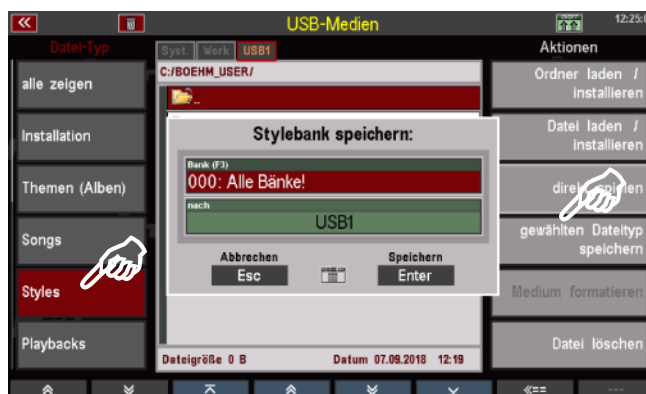 USB-Medien
12:25:0
Datei-Typ
Syst. Work USB1
Aktionen
C:/BOEHM_USER/
..
alle zeigen
Installation
Themen (Alben)
Songs
Styles
Playbacks
Stylebank speichern:
Bank (F3)
000: Alle Bänke!
nach
USB1
Abbrechen
Esc
Speichern
Enter
Ordner laden /
installieren
Datei laden /
installieren
gewählten Dateityp
speichern
Medium formatieren
Datei löschen
Dateigröße 0 B Datum 07.09.2018 12:19
«== ---